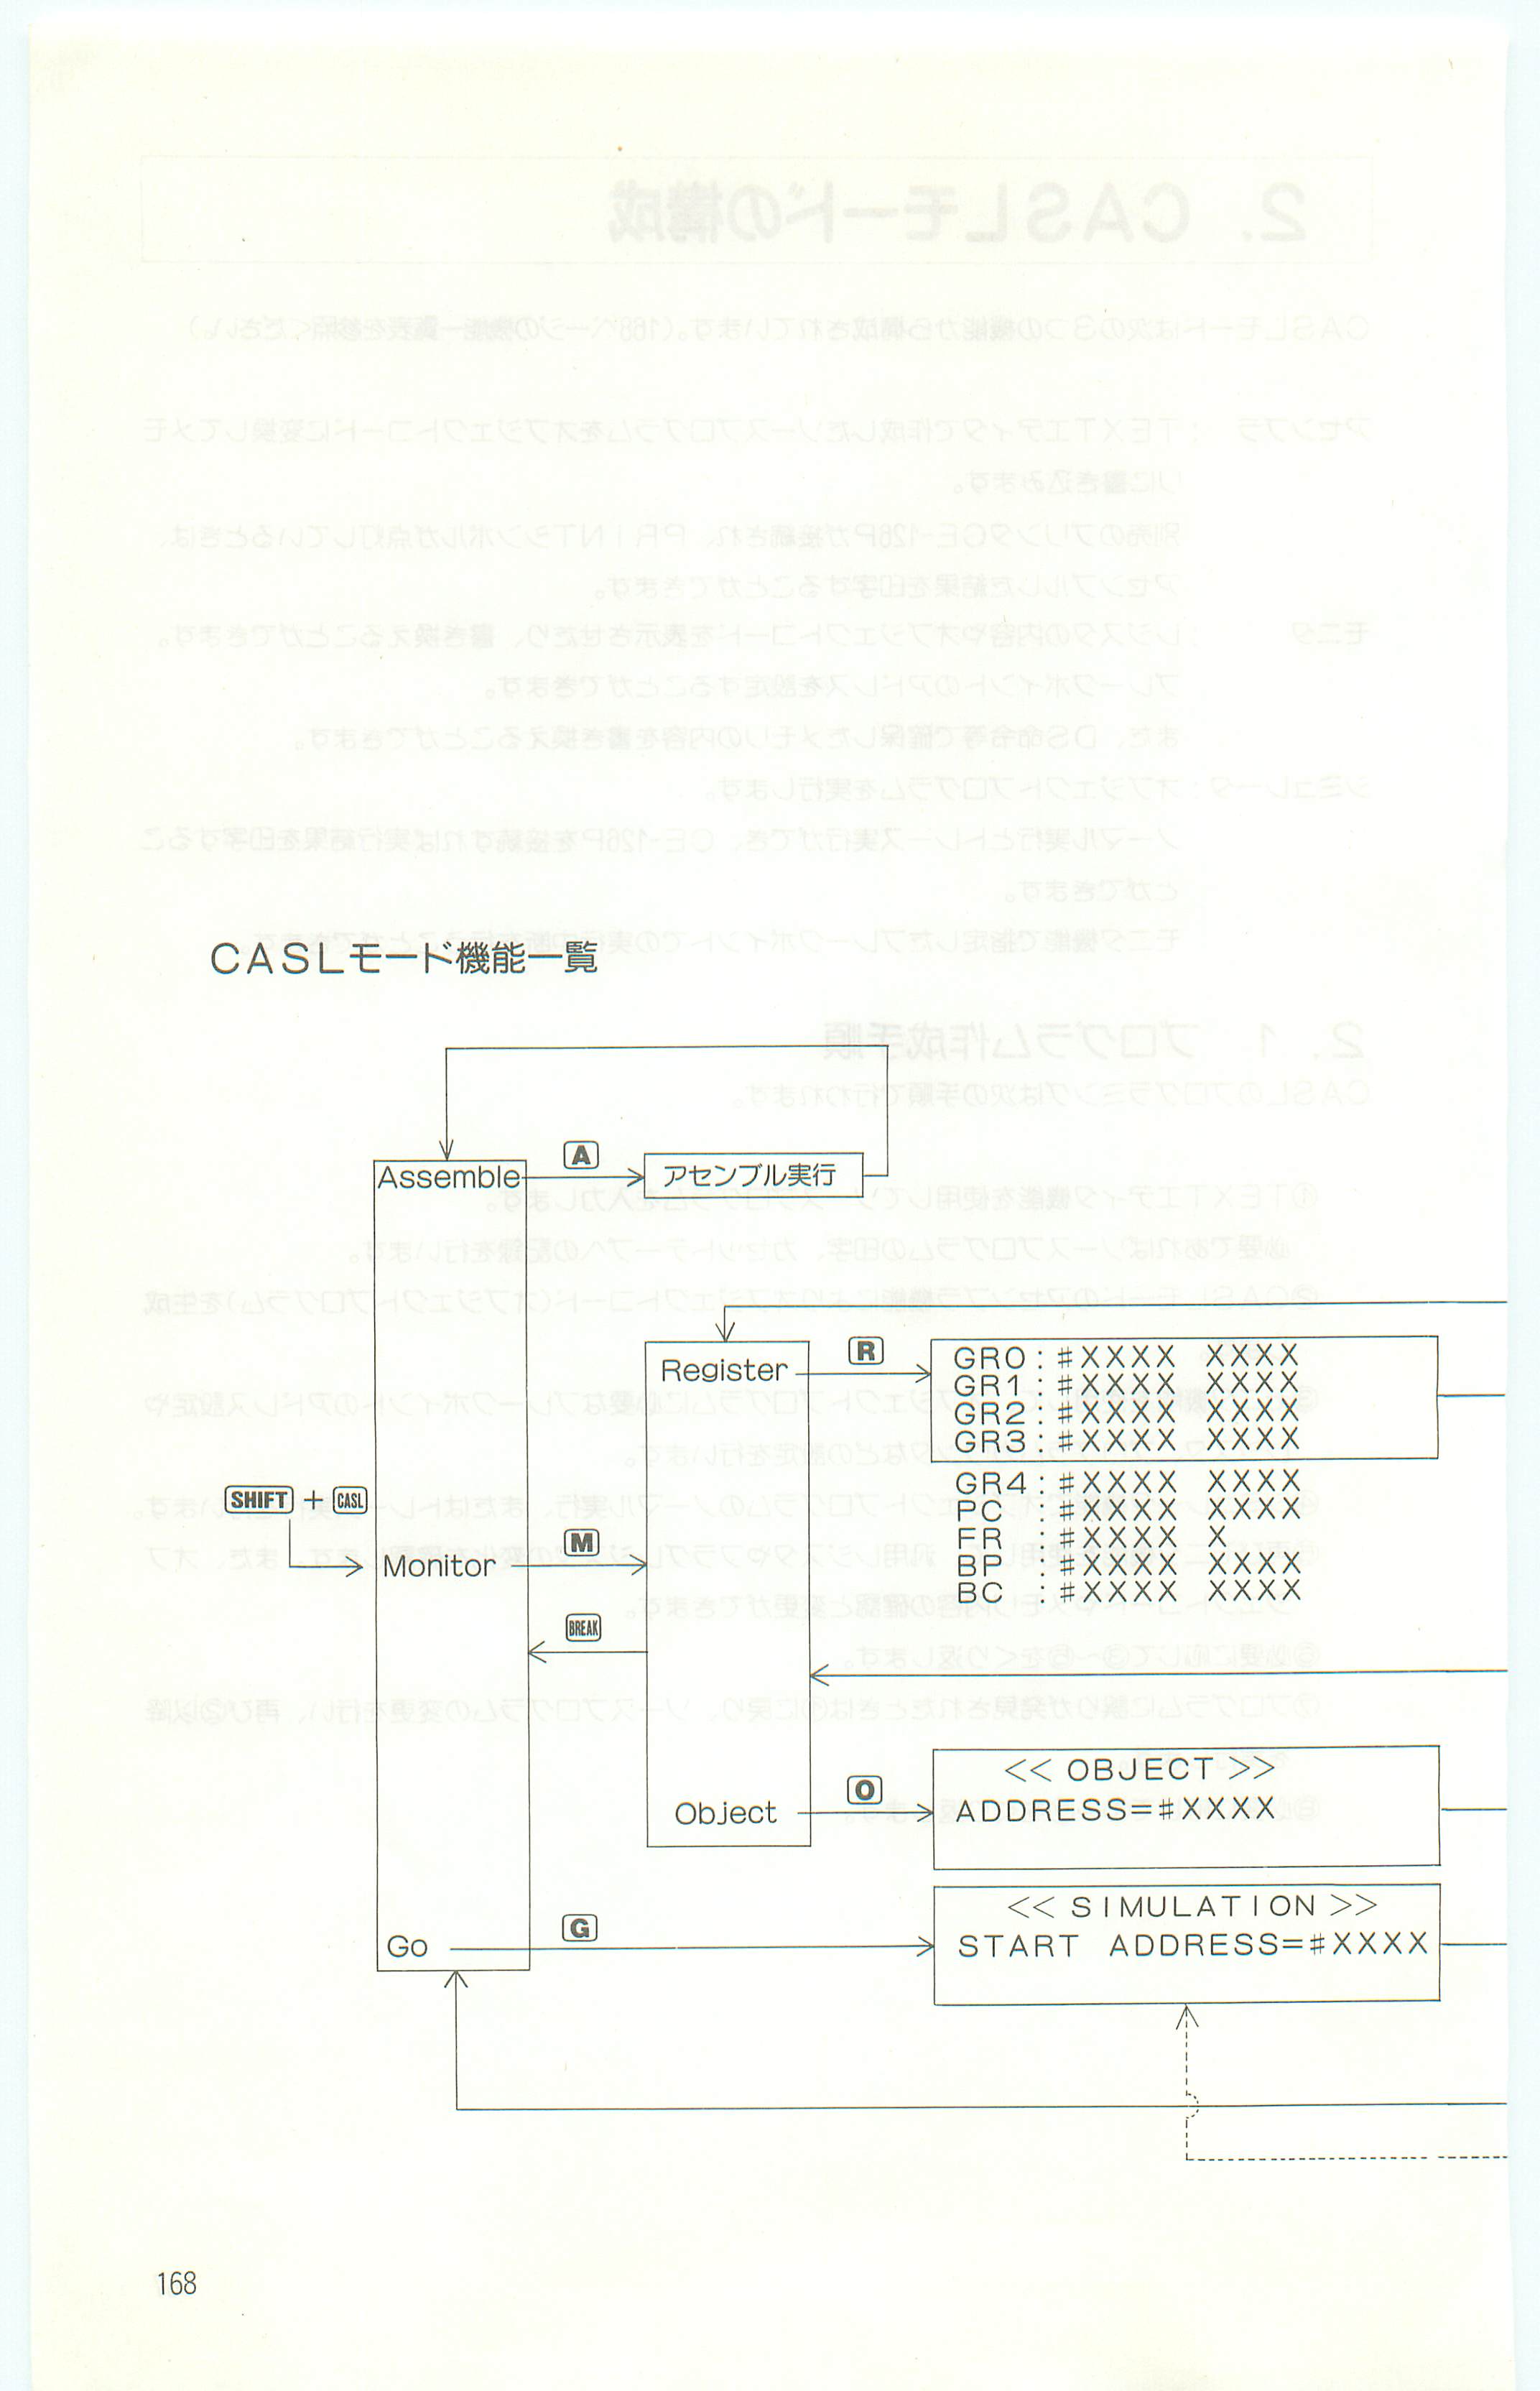 CASLモード機能一覧
A
Assemble
アセンブル実行
R
Register
GR0:#XXXX XXXX
GR1:#XXXX XXXX
GR2:#XXXX XXXX
GR3:#XXXX XXXX
GR4:#XXXX XXXX
PC :#XXXX XXXX
FR :#XXXX X
BP :#XXXX XXXX
BC :#XXXX XXXX
SHIFT + CASL
M
Monitor
BREAK
<< OBJECT >>
O
Object
ADDRESS=#XXXX
<< SIMULATION >>
G
Go
START ADDRESS=#XXXX
168